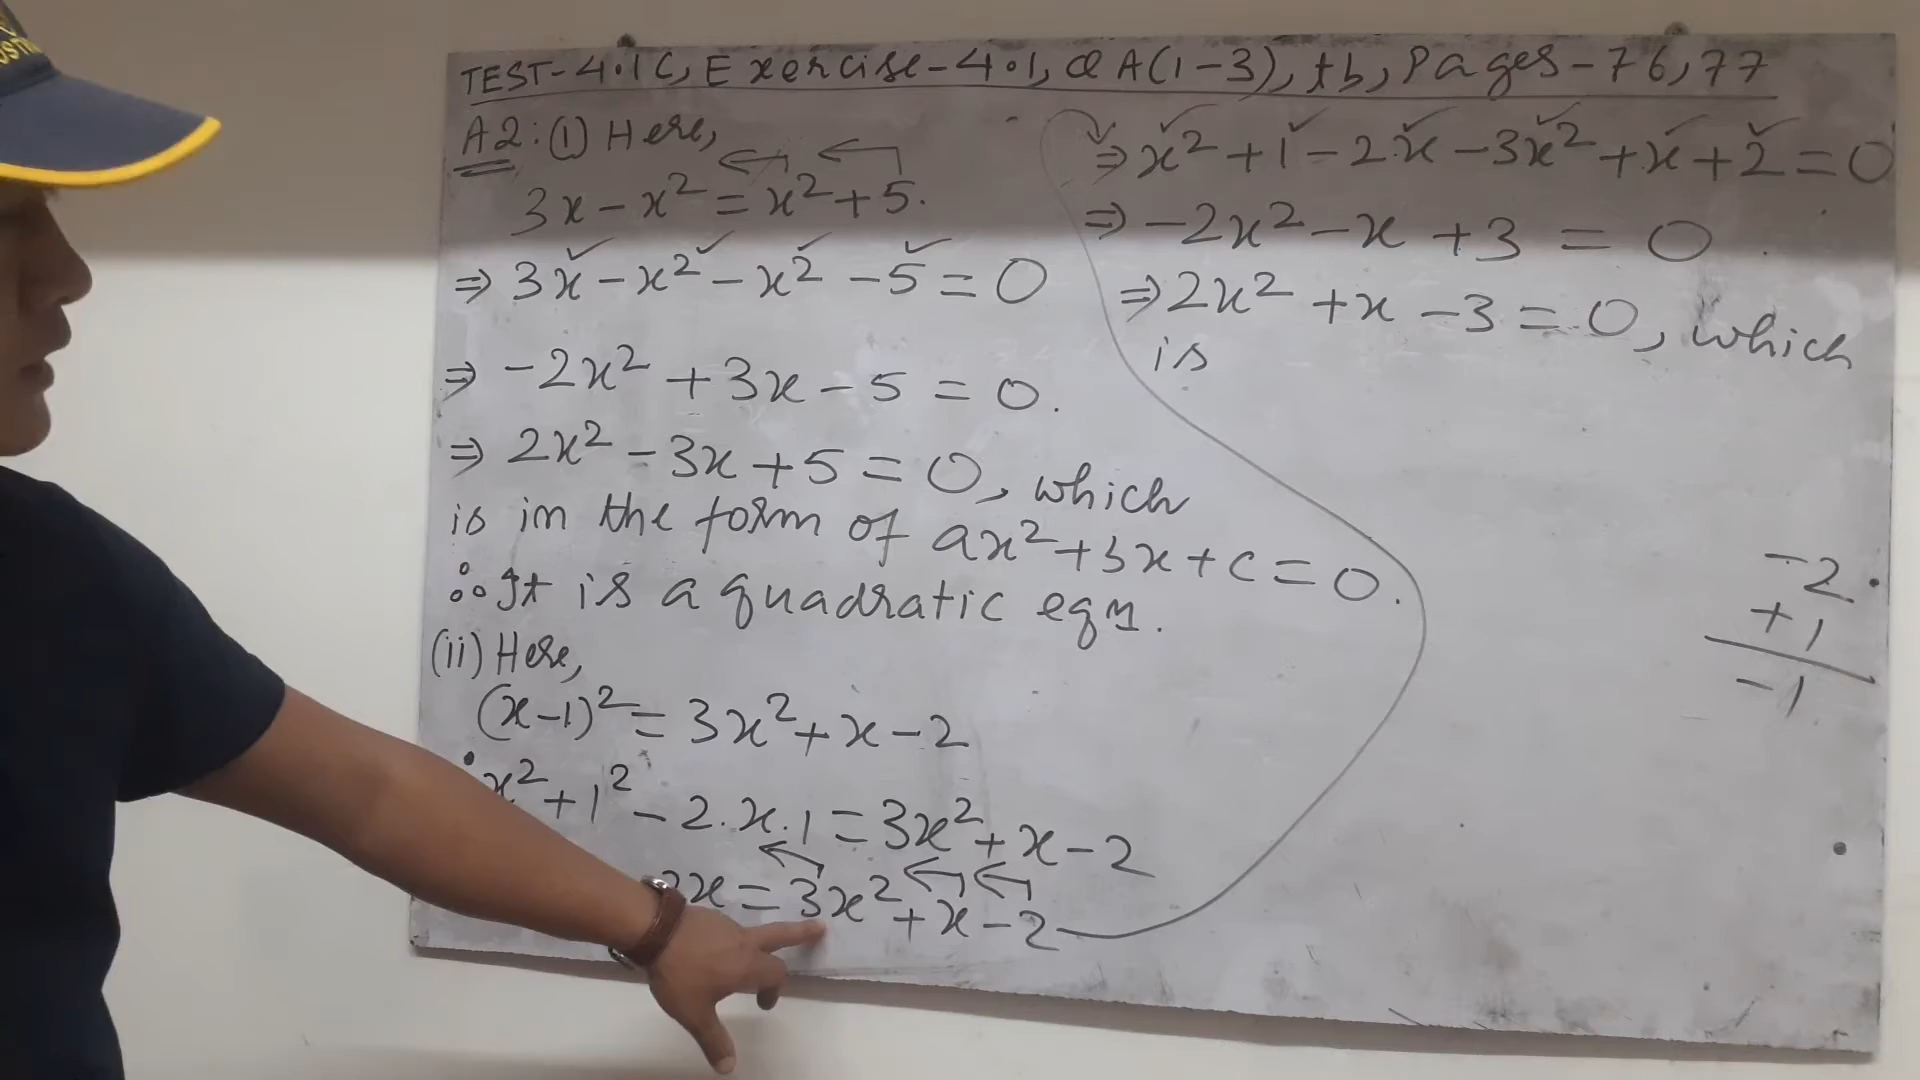 TEST-4.1C, Exercise-4.1, Q A(1-3), tb, Pages-76,77
A2: (i) Here,
3x - x² = x² + 5.
⇒ 3x - x² - x² - 5 = 0
⇒ -2x² + 3x - 5 = 0.
⇒ 2x² - 3x + 5 = 0, which
is in the form of ax² + bx + c = 0.
∴ It is a quadratic eqn.
(ii) Here,
(x-1)² = 3x² + x - 2
x² + 1² - 2.x.1 = 3x² + x - 2
2x = 3x² + x - 2
⇒ x² + 1 - 2x - 3x² + x + 2 = 0
⇒ -2x² - x + 3 = 0.
⇒ 2x² + x - 3 = 0, which
is
-2
+1
-1